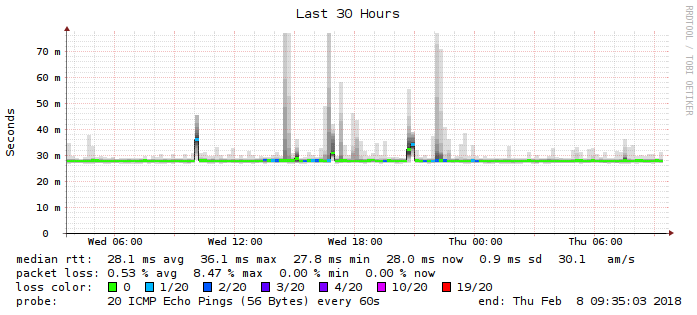 Last 30 Hours
RRDTOOL / TOBI OETIKER
Seconds
70 m
60 m
50 m
40 m
30 m
20 m
10 m
0
Wed 06:00 Wed 12:00 Wed 18:00 Thu 00:00 Thu 06:00
median rtt: 28.1 ms avg 36.1 ms max 27.8 ms min 28.0 ms now 0.9 ms sd 30.1 am/s
packet loss: 0.53 % avg 8.47 % max 0.00 % min 0.00 % now
loss color: 0 1/20 2/20 3/20 4/20 10/20 19/20
probe: 20 ICMP Echo Pings (56 Bytes) every 60s end: Thu Feb 8 09:35:03 2018